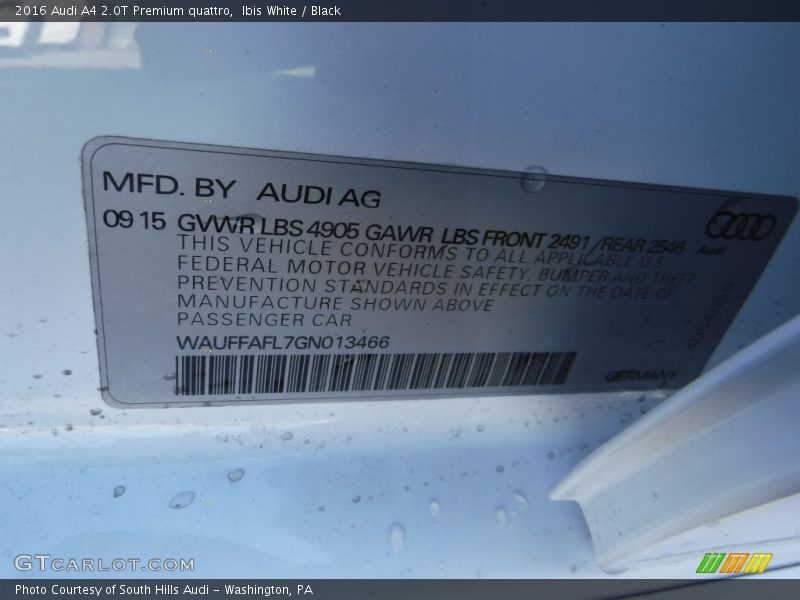 2016 Audi A4 2.0T Premium quattro,  Ibis White / Black
MFD. BY AUDI AG
09 15 GVWR LBS 4905 GAWR LBS FRONT 2491 /REAR 2546
Audi
THIS VEHICLE CONFORMS TO ALL APPLICABLE U.S
FEDERAL MOTOR VEHICLE SAFETY, BUMPER AND THEFT
PREVENTION STANDARDS IN EFFECT ON THE DATE OF
MANUFACTURE SHOWN ABOVE
PASSENGER CAR
WAUFFAFL7GN013466
GERMANY
GTCARLOT.COM
Photo Courtesy of South Hills Audi - Washington, PA